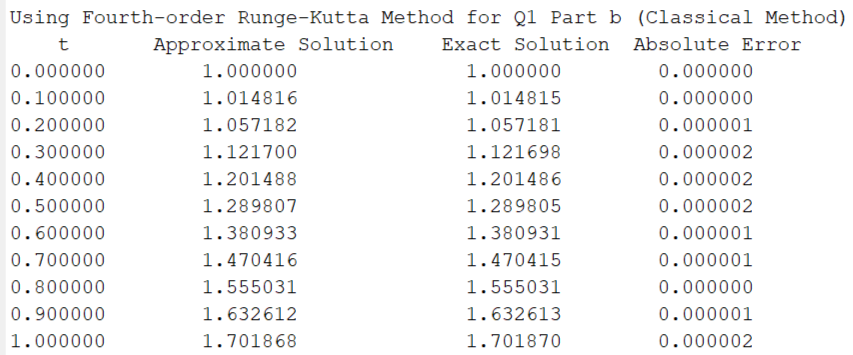 Using Fourth-order Runge-Kutta Method for Q1 Part b (Classical Method)
t Approximate Solution Exact Solution Absolute Error
0.000000 1.000000 1.000000 0.000000
0.100000 1.014816 1.014815 0.000000
0.200000 1.057182 1.057181 0.000001
0.300000 1.121700 1.121698 0.000002
0.400000 1.201488 1.201486 0.000002
0.500000 1.289807 1.289805 0.000002
0.600000 1.380933 1.380931 0.000001
0.700000 1.470416 1.470415 0.000001
0.800000 1.555031 1.555031 0.000000
0.900000 1.632612 1.632613 0.000001
1.000000 1.701868 1.701870 0.000002